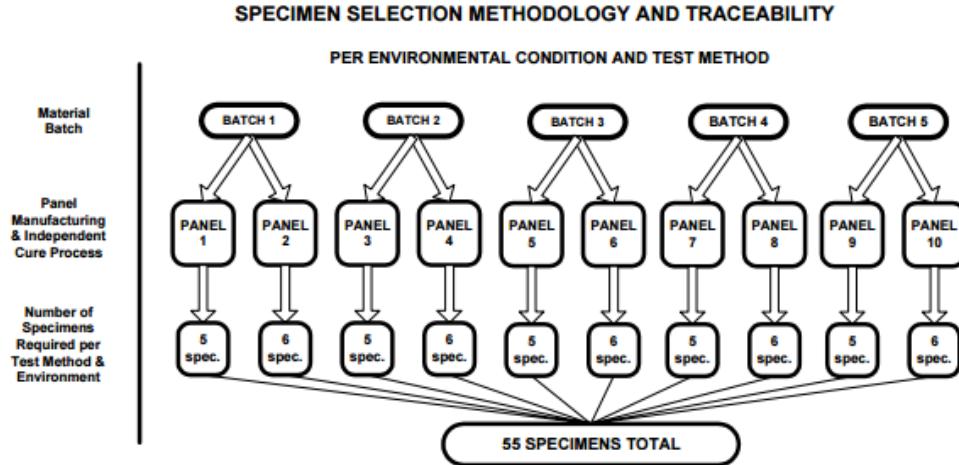 SPECIMEN SELECTION METHODOLOGY AND TRACEABILITY
PER ENVIRONMENTAL CONDITION AND TEST METHOD
Material
Batch
BATCH 1
BATCH 2
BATCH 3
BATCH 4
BATCH 5
Panel
Manufacturing
& Independent
Cure Process
PANEL
1
PANEL
2
PANEL
3
PANEL
4
PANEL
5
PANEL
6
PANEL
7
PANEL
8
PANEL
9
PANEL
10
Number of
Specimens
Required per
Test Method &
Environment
5
spec.
6
spec.
5
spec.
6
spec.
5
spec.
6
spec.
5
spec.
6
spec.
5
spec.
6
spec.
55 SPECIMENS TOTAL